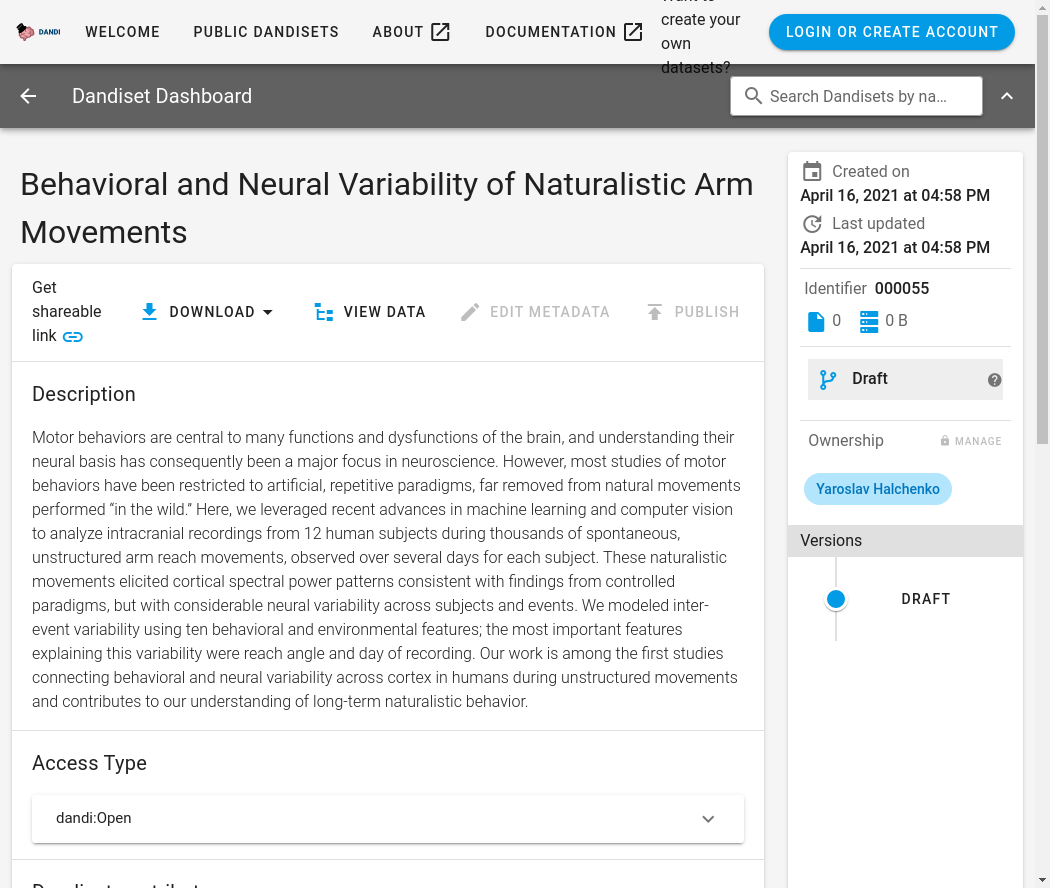 DANDI
WELCOME
PUBLIC DANDISETS
ABOUT
DOCUMENTATION
create your
own
datasets?
LOGIN OR CREATE ACCOUNT
Dandiset Dashboard
Search Dandisets by na…
Behavioral and Neural Variability of Naturalistic Arm
Movements
Get
shareable
link
DOWNLOAD
VIEW DATA
EDIT METADATA
PUBLISH
Description
Motor behaviors are central to many functions and dysfunctions of the brain, and understanding their
neural basis has consequently been a major focus in neuroscience. However, most studies of motor
behaviors have been restricted to artificial, repetitive paradigms, far removed from natural movements
performed “in the wild.” Here, we leveraged recent advances in machine learning and computer vision
to analyze intracranial recordings from 12 human subjects during thousands of spontaneous,
unstructured arm reach movements, observed over several days for each subject. These naturalistic
movements elicited cortical spectral power patterns consistent with findings from controlled
paradigms, but with considerable neural variability across subjects and events. We modeled inter-
event variability using ten behavioral and environmental features; the most important features
explaining this variability were reach angle and day of recording. Our work is among the first studies
connecting behavioral and neural variability across cortex in humans during unstructured movements
and contributes to our understanding of long-term naturalistic behavior.
Access Type
dandi:Open
Created on
April 16, 2021 at 04:58 PM
Last updated
April 16, 2021 at 04:58 PM
Identifier 000055
0
0 B
Draft
Ownership
MANAGE
Yaroslav Halchenko
Versions
DRAFT